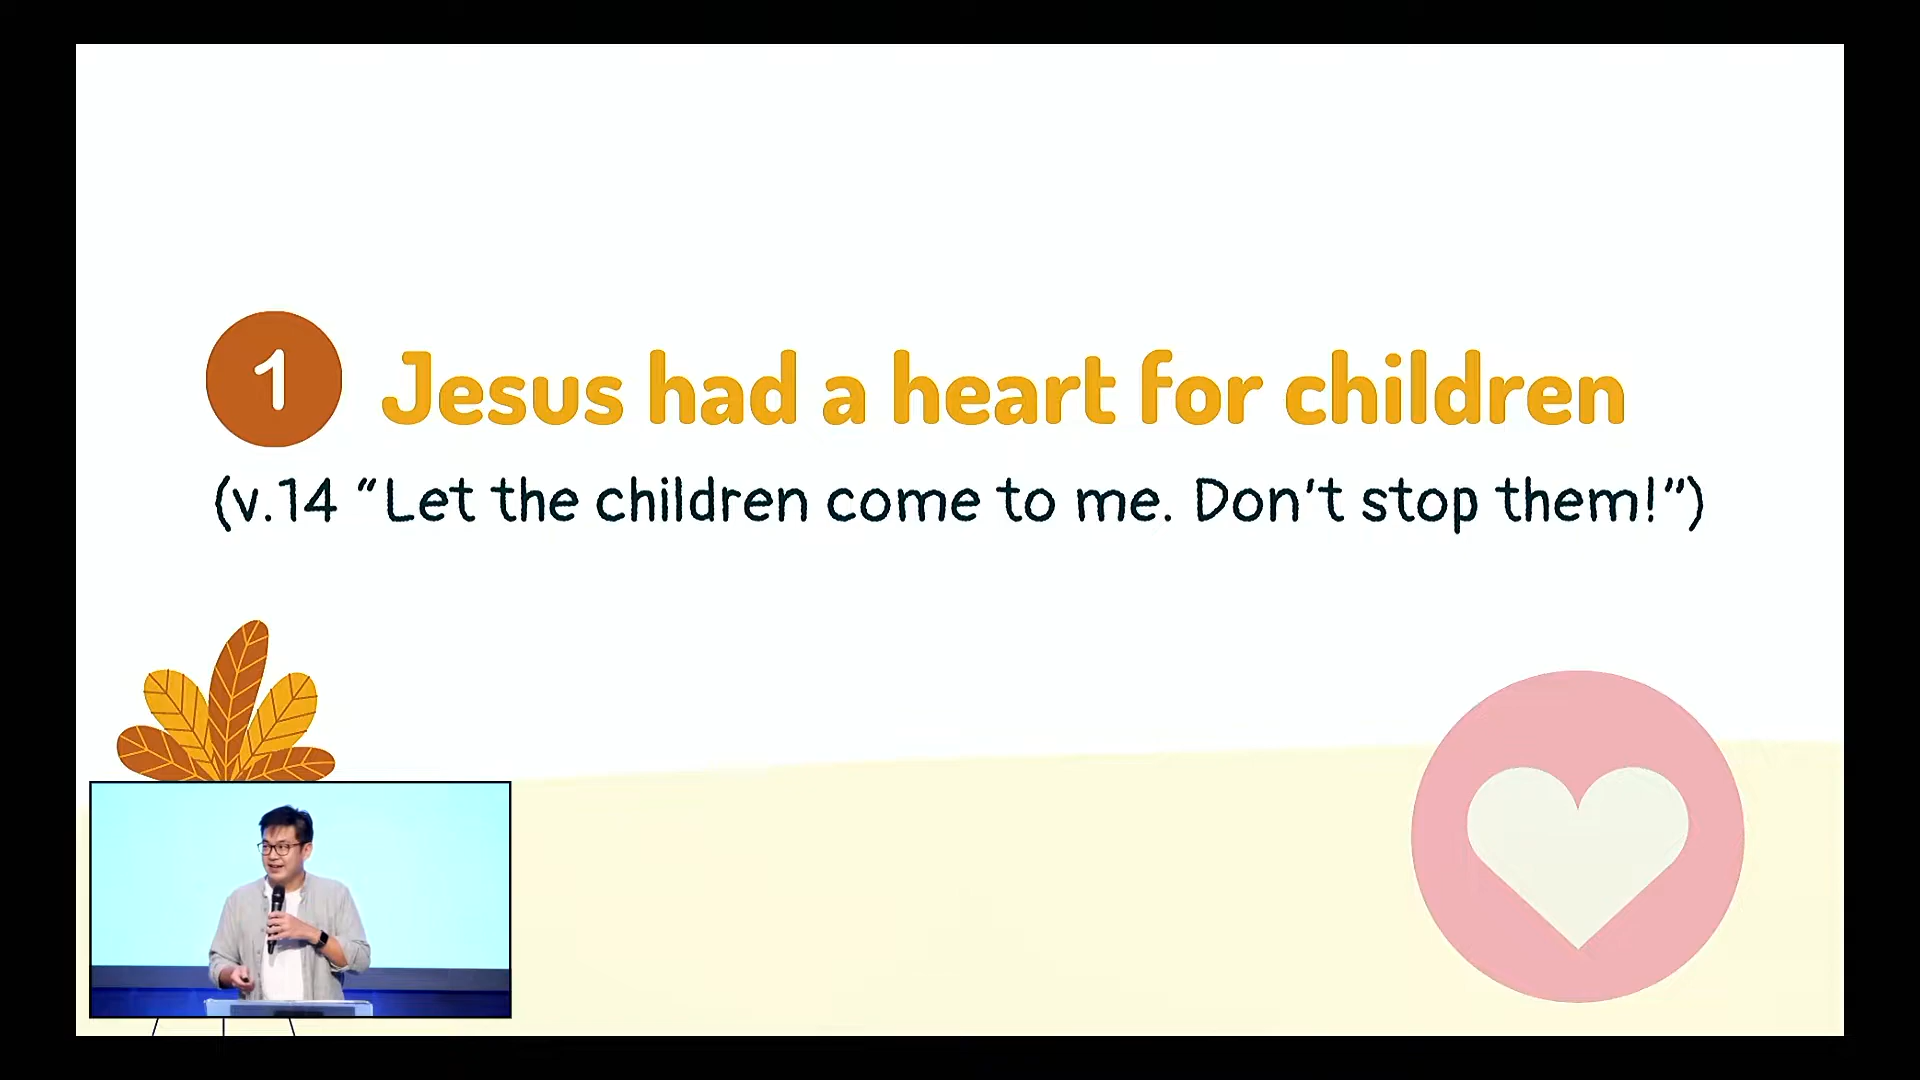 1 Jesus had a heart for children
(v.14 “Let the children come to me. Don’t stop them!”)